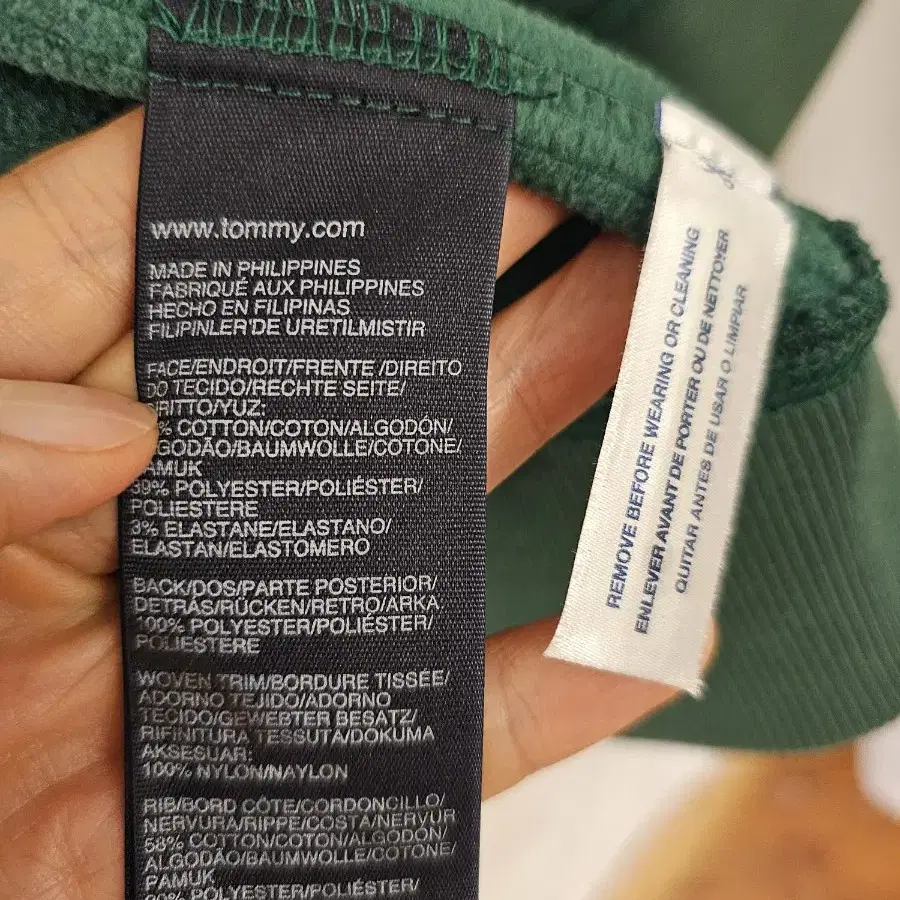 www.tommy.com
MADE IN PHILIPPINES
FABRIQUÉ AUX PHILIPPINES
HECHO EN FILIPINAS
FILIPINLER'DE URETILMISTIR
FACE/ENDROIT/FRENTE /DIREITO
DO TECIDO/RECHTE SEITE/
RITTO/YUZ:
% COTTON/COTON/ALGODÓN/
LGODÃO/BAUMWOLLE/COTONE/
PAMUK
39% POLYESTER/POLIÉSTER/
POLIESTERE
3% ELASTANE/ELASTANO/
ELASTAN/ELASTOMERO
BACK/DOS/PARTE POSTERIOR/
DETRÁS/RÜCKEN/RETRO/ARKA
100% POLYESTER/POLIÉSTER/
POLIESTERE
WOVEN TRIM/BORDURE TISSÉE/
ADORNO TEJIDO/ADORNO
TECIDO/GEWEBTER BESATZ/
RIFINITURA TESSUTA/DOKUMA
AKSESUAR:
100% NYLON/NAYLON
RIB/BORD CÔTE/CORDONCILLO/
NERVURA/RIPPE/COSTA/NERVUR
58% COTTON/COTON/ALGODÓN/
ALGODÃO/BAUMWOLLE/COTONE/
PAMUK
POLYESTER/POLIÉSTER/
REMOVE BEFORE WEARING OR CLEANING
ENLEVER AVANT DE PORTER OU DE NETTOYER
QUITAR ANTES DE USAR O LIMPIAR